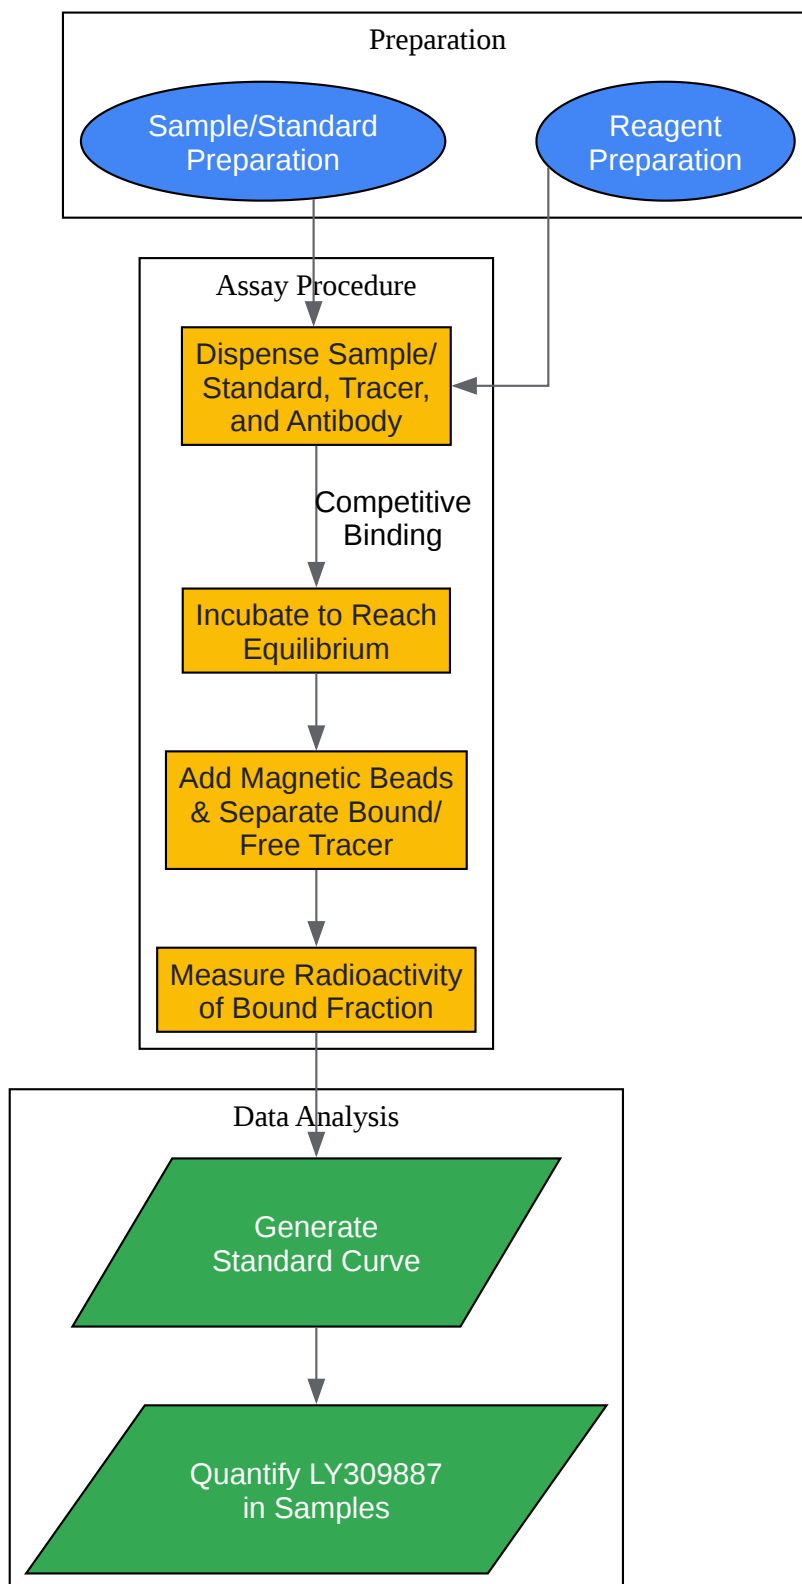 Preparation
Sample/Standard
Preparation
Reagent
Preparation
Assay Procedure
Dispense Sample/
Standard, Tracer,
and Antibody
Competitive
Binding
Incubate to Reach
Equilibrium
Add Magnetic Beads
& Separate Bound/
Free Tracer
Measure Radioactivity
of Bound Fraction
Data Analysis
Generate
Standard Curve
Quantify LY309887
in Samples